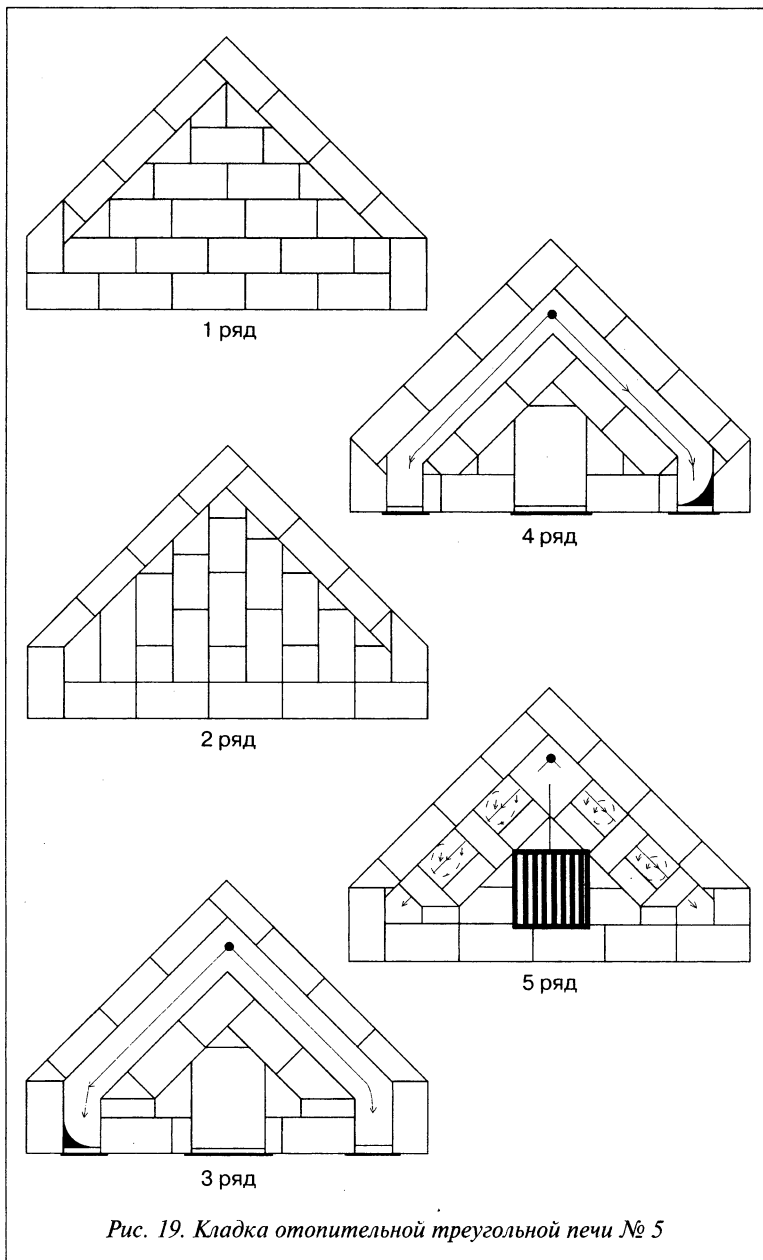 1 ряд
4 ряд
2 ряд
5 ряд
3 ряд
Рис. 19. Кладка отопительной треугольной печи № 5